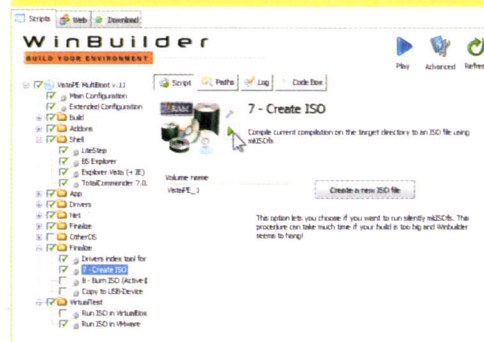 Scripts Web Download
WinBuilder
BUILD YOUR ENVIRONMENT
Play Advanced Refres
VistaPE Multiboot v.11
Main Configuration
Extended Configuration
Build
Addons
Shell
LiteStep
BS Explorer
Explorer Vista (+ IE)
TotalCommander 7.0.
App
Drivers
Net
Finalize
OtherOS
Finalize
Drivers index tool for
7 - Create ISO
8 - Burn ISO (Active-I
Copy to USB-Device
VirtualTest
Run ISO in VirtualBox
Run ISO in VMware
Script Paths Log Code Box
7 - Create ISO
Compile current compilation on the target directory to an ISO file using
mkISOfs
Volume name
VistaPE_1
Create a new ISO file
This option lets you choose if you want to run silently mkISOfs. This
procedure can take much time if your build is too big and Winbuilder
seems to hang!